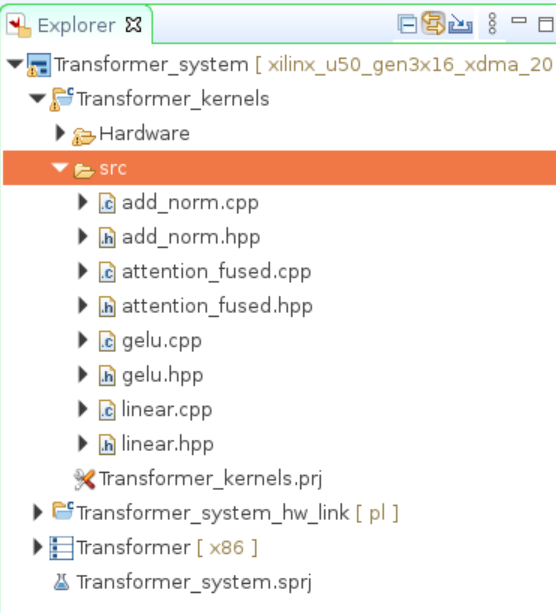 Explorer
Transformer_system [ xilinx_u50_gen3x16_xdma_20
Transformer_kernels
Hardware
src
add_norm.cpp
add_norm.hpp
attention_fused.cpp
attention_fused.hpp
gelu.cpp
gelu.hpp
linear.cpp
linear.hpp
Transformer_kernels.prj
Transformer_system_hw_link [ pl ]
Transformer [ x86 ]
Transformer_system.sprj